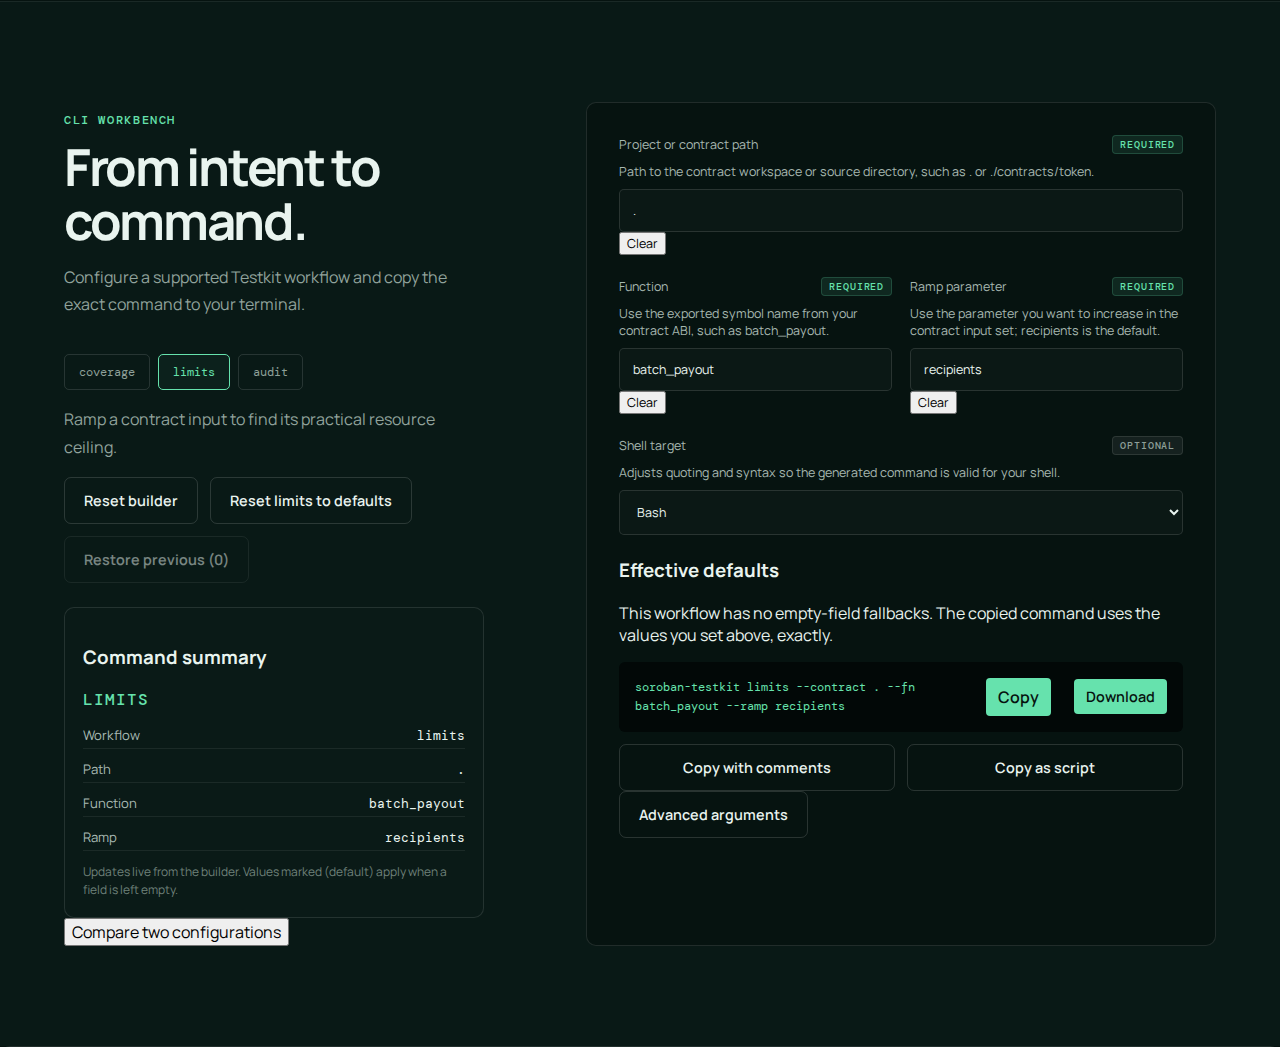 CLI WORKBENCH
From intent to
command.
Configure a supported Testkit workflow and copy the
exact command to your terminal.
coverage
limits
audit
Ramp a contract input to find its practical resource
ceiling.
Reset builder
Reset limits to defaults
Restore previous (0)
Command summary
LIMITS
Workflow limits
Path .
Function batch_payout
Ramp recipients
Updates live from the builder. Values marked (default) apply when a
field is left empty.
Compare two configurations
Project or contract path REQUIRED
Path to the contract workspace or source directory, such as . or ./contracts/token.
.
Clear
Function REQUIRED
Use the exported symbol name from your
contract ABI, such as batch_payout.
batch_payout
Clear
Ramp parameter REQUIRED
Use the parameter you want to increase in the
contract input set; recipients is the default.
recipients
Clear
Shell target OPTIONAL
Adjusts quoting and syntax so the generated command is valid for your shell.
Bash
Effective defaults
This workflow has no empty-field fallbacks. The copied command uses the
values you set above, exactly.
soroban-testkit limits --contract . --fn
batch_payout --ramp recipients
Copy
Download
Copy with comments
Copy as script
Advanced arguments